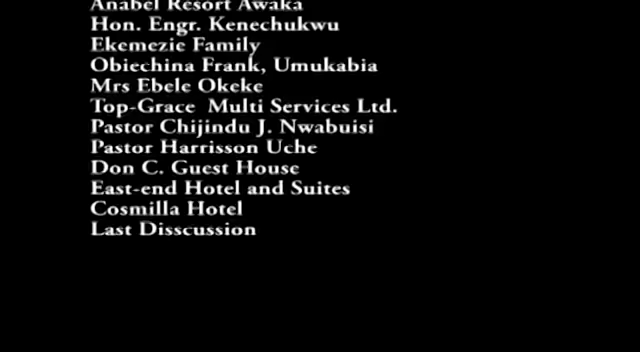 Anabel Resort Awaka
Hon. Engr. Kenechukwu
Ekemezie Family
Obiechina Frank, Umukabia
Mrs Ebele Okeke
Top-Grace  Multi Services Ltd.
Pastor Chijindu J. Nwabuisi
Pastor Harrisson Uche
Don C. Guest House
East-end Hotel and Suites
Cosmilla Hotel
Last Disscussion